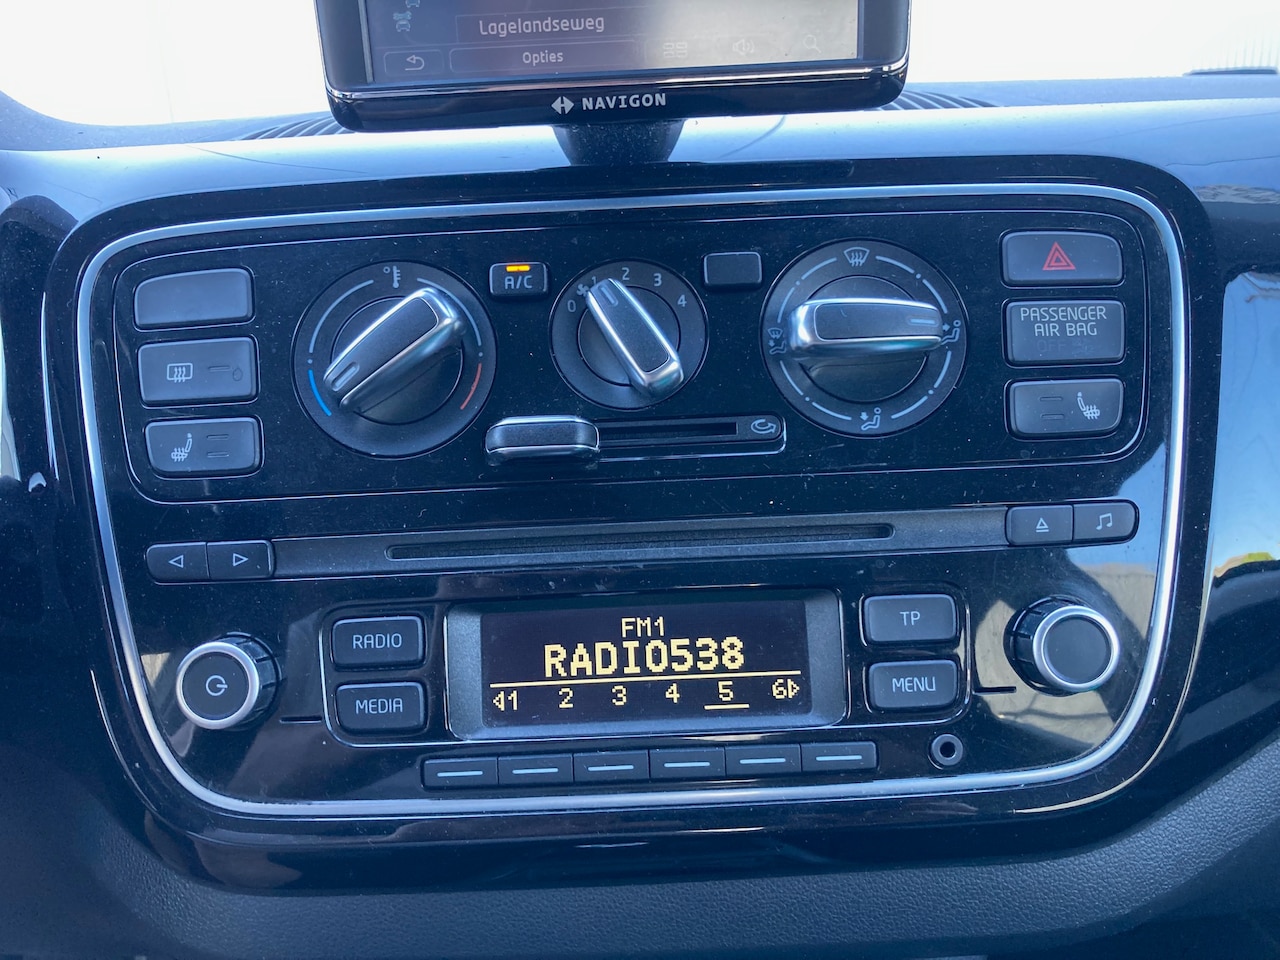 Lagelandseweg
Opties
NAVIGON
A/C
0 1 2 3 4
PASSENGER
AIR BAG
OFF
RADIO
MEDIA
FM1
RADIO538
1 2 3 4 5 6
TP
MENU